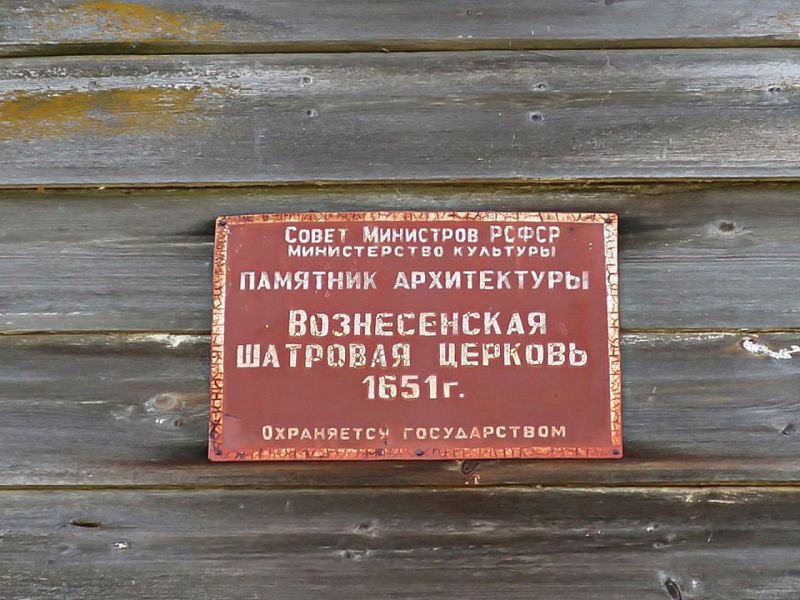 Совет Министров РСФСР
Министерство культуры
ПАМЯТНИК АРХИТЕКТУРЫ
Вознесенская
шатровая церковь
1651г.
Охраняется государством